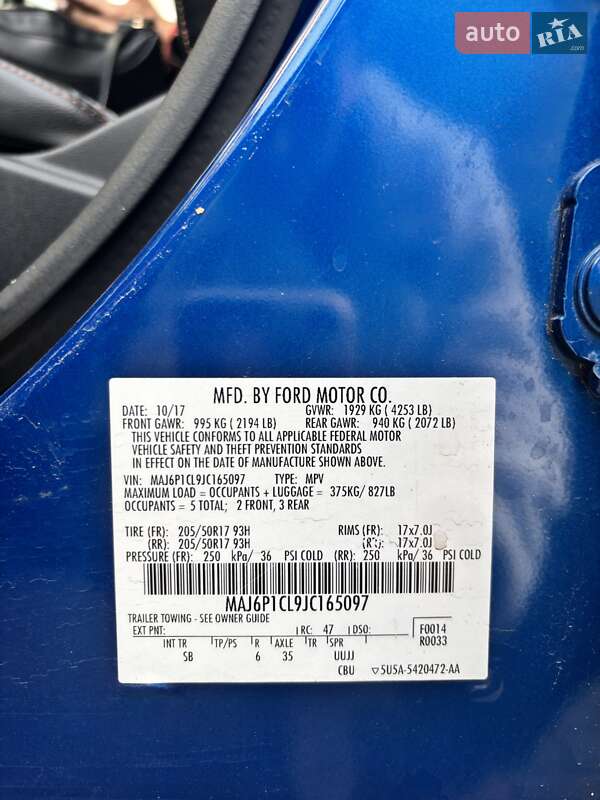 auto RIA .com
MFD. BY FORD MOTOR CO.
DATE: 10/17 GVWR: 1929 KG ( 4253 LB)
FRONT GAWR: 995 KG ( 2194 LB) REAR GAWR: 940 KG ( 2072 LB)
THIS VEHICLE CONFORMS TO ALL APPLICABLE FEDERAL MOTOR
VEHICLE SAFETY AND THEFT PREVENTION STANDARDS
IN EFFECT ON THE DATE OF MANUFACTURE SHOWN ABOVE.
VIN: MAJ6P1CL9JC165097 TYPE: MPV
MAXIMUM LOAD = OCCUPANTS + LUGGAGE = 375KG/ 827LB
OCCUPANTS = 5 TOTAL; 2 FRONT, 3 REAR
TIRE (FR): 205/50R17 93H RIMS (FR): 17x7.0J
(RR): 205/50R17 93H (RR): 17x7.0J
PRESSURE (FR): 250 kPa/ 36 PSI COLD (RR): 250 kPa/ 36 PSI COLD
MAJ6P1CL9JC165097
TRAILER TOWING - SEE OWNER GUIDE
EXT PNT: RC: 47 DSO: F0014
R0033
INT TR TP/PS R AXLE TR SPR
SB 6 35 UUJJ
CBU ▽5U5A-5420472-AA